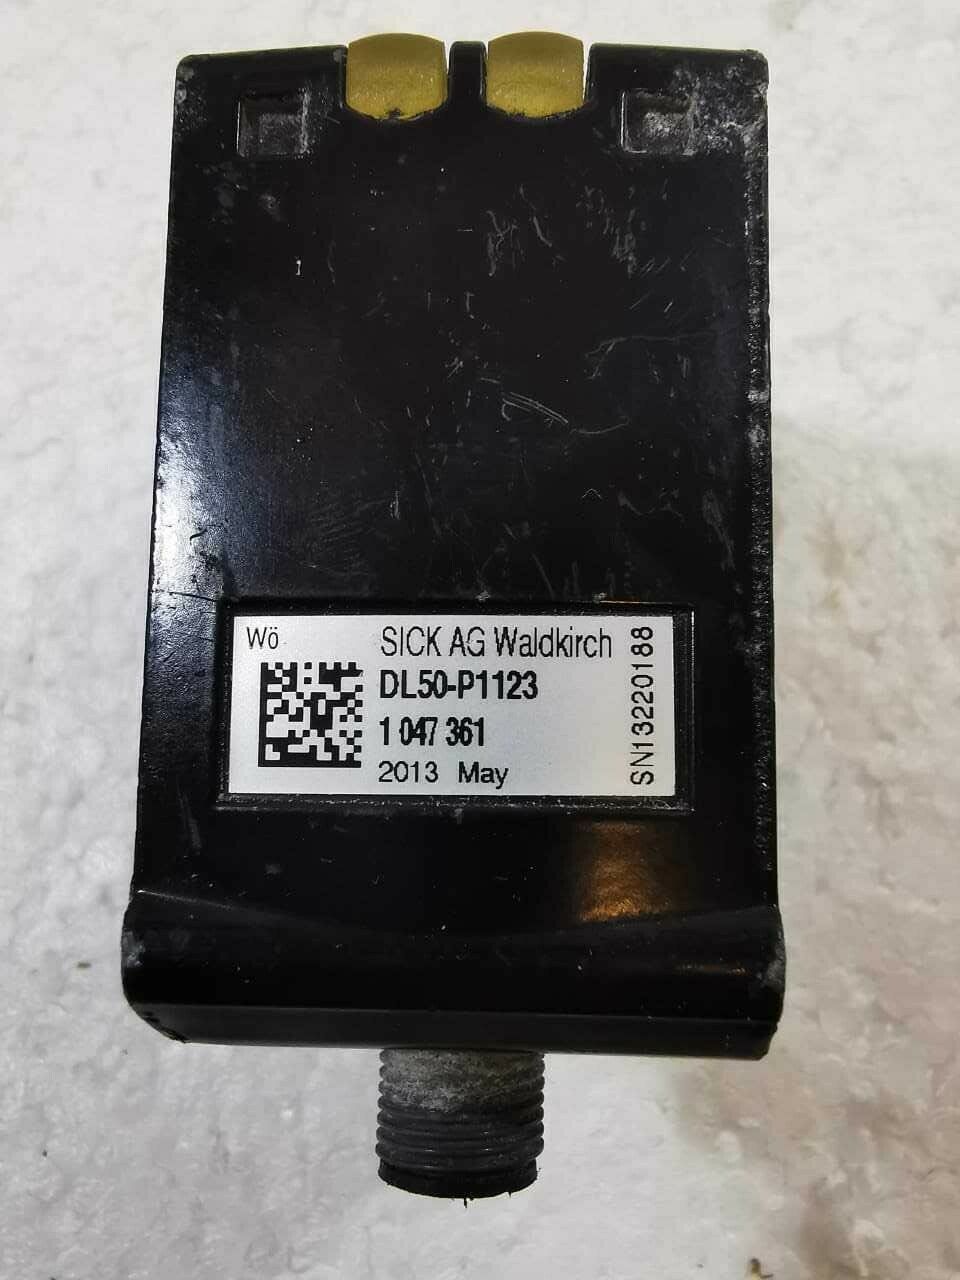 Wö
SICK AG Waldkirch
DL50-P1123
1 047 361
2013 May
SN13220188